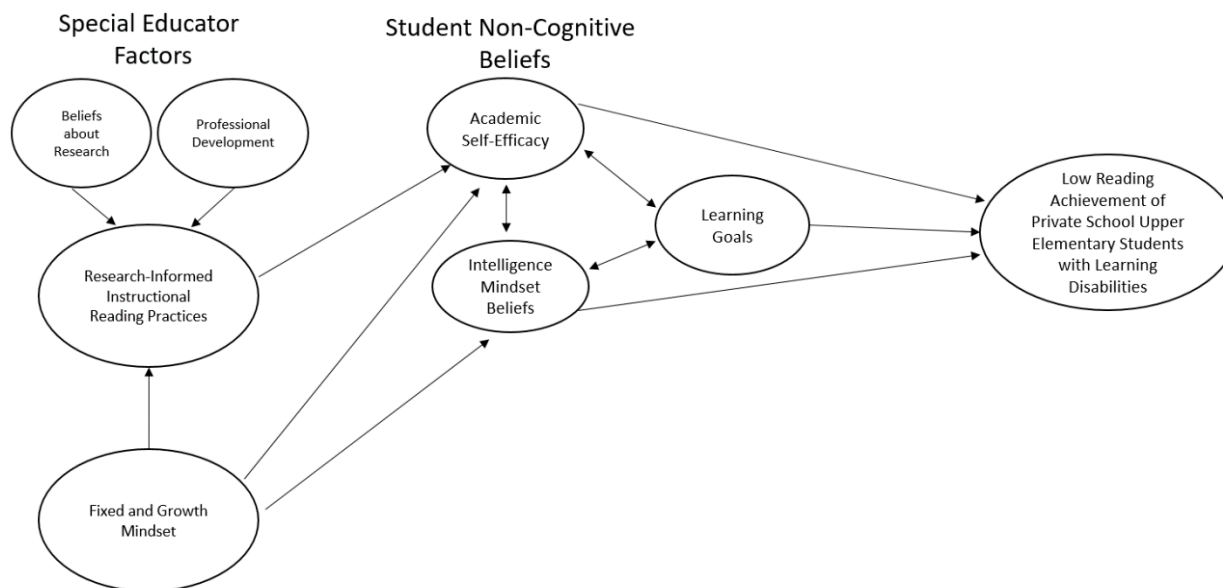 Special Educator
Factors
Student Non-Cognitive
Beliefs
Beliefs
about
Research
Professional
Development
Research-Informed
Instructional
Reading Practices
Fixed and Growth
Mindset
Academic
Self-Efficacy
Intelligence
Mindset
Beliefs
Learning
Goals
Low Reading
Achievement of
Private School Upper
Elementary Students
with Learning
Disabilities